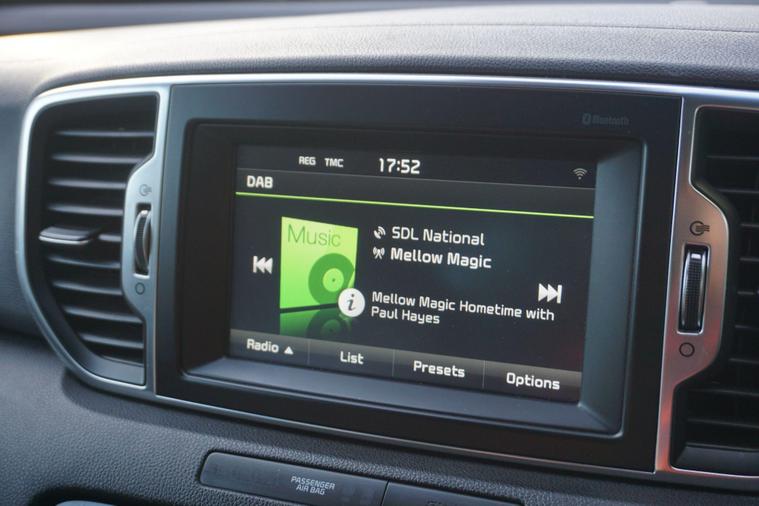 Bluetooth
REG TMC 17:52
DAB
Music
SDL National
Mellow Magic
i
Mellow Magic Hometime with
Paul Hayes
Radio ▲ List Presets Options
PASSENGER
AIR BAG